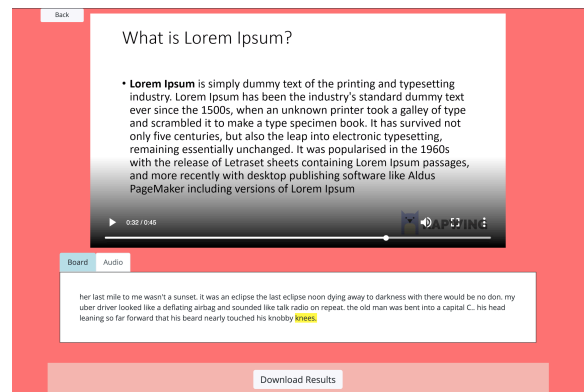 Back
What is Lorem Ipsum?
• Lorem Ipsum is simply dummy text of the printing and typesetting
industry. Lorem Ipsum has been the industry's standard dummy text
ever since the 1500s, when an unknown printer took a galley of type
and scrambled it to make a type specimen book. It has survived not
only five centuries, but also the leap into electronic typesetting,
remaining essentially unchanged. It was popularised in the 1960s
with the release of Letraset sheets containing Lorem Ipsum passages,
and more recently with desktop publishing software like Aldus
PageMaker including versions of Lorem Ipsum
0:32 / 0:45
Board Audio
her last mile to me wasn't a sunset. it was an eclipse the last eclipse noon dying away to darkness with there would be no don. my
uber driver looked like a deflating airbag and sounded like talk radio on repeat. the old man was bent into a capital C.. his head
leaning so far forward that his beard nearly touched his knobby knees.
Download Results